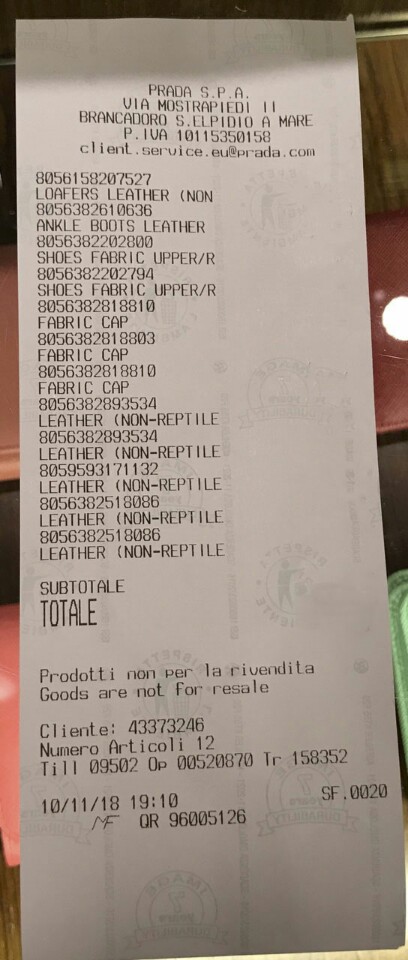 PRADA S.P.A.
VIA MOSTRAPIEDI 11
BRANCADORO S.ELPIDIO A MARE
P.IVA 10115350158
client.service.eu@prada.com
8056158207527
LOAFERS LEATHER (NON
8056382610636
ANKLE BOOTS LEATHER
8056382202800
SHOES FABRIC UPPER/R
8056382202794
SHOES FABRIC UPPER/R
8056382818810
FABRIC CAP
8056382818803
FABRIC CAP
8056382818810
FABRIC CAP
8056382893534
LEATHER (NON-REPTILE
8056382893534
LEATHER (NON-REPTILE
8059593171132
LEATHER (NON-REPTILE
8056382518086
LEATHER (NON-REPTILE
8056382518086
LEATHER (NON-REPTILE
SUBTOTALE
TOTALE
Prodotti non per la rivendita
Goods are not for resale
Cliente: 43373246
Numero Articoli 12
Till 09502 Op 00520870 Tr 158352
10/11/18 19:10 SF.0020
MF QR 96005126